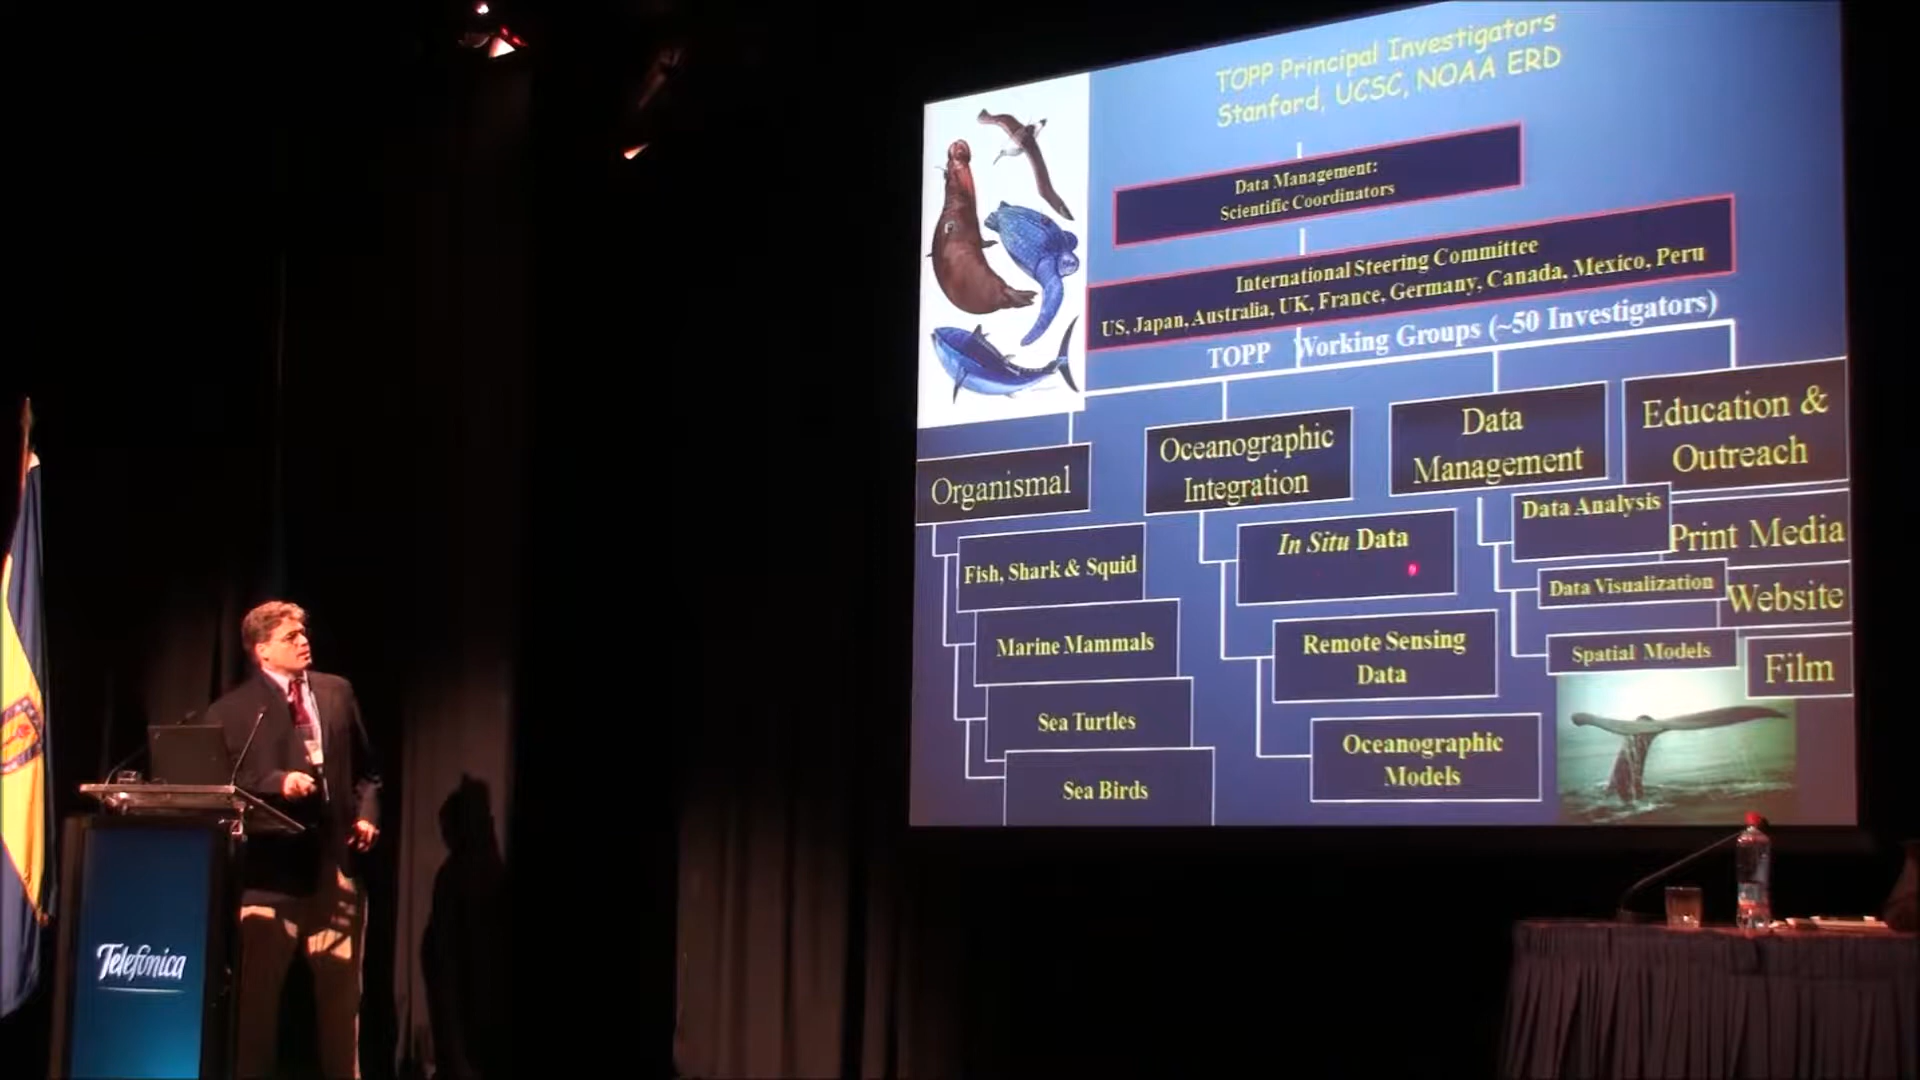 TOPP Principal Investigators
Stanford, UCSC, NOAA ERD
Data Management:
Scientific Coordinators
International Steering Committee
US, Japan, Australia, UK, France, Germany, Canada, Mexico, Peru
TOPP Working Groups (~50 Investigators)
Organismal
Fish, Shark & Squid
Marine Mammals
Sea Turtles
Sea Birds
Oceanographic
Integration
In Situ Data
Remote Sensing
Data
Oceanographic
Models
Data
Management
Data Analysis
Data Visualization
Spatial Models
Education &
Outreach
Print Media
Website
Film
Telefónica